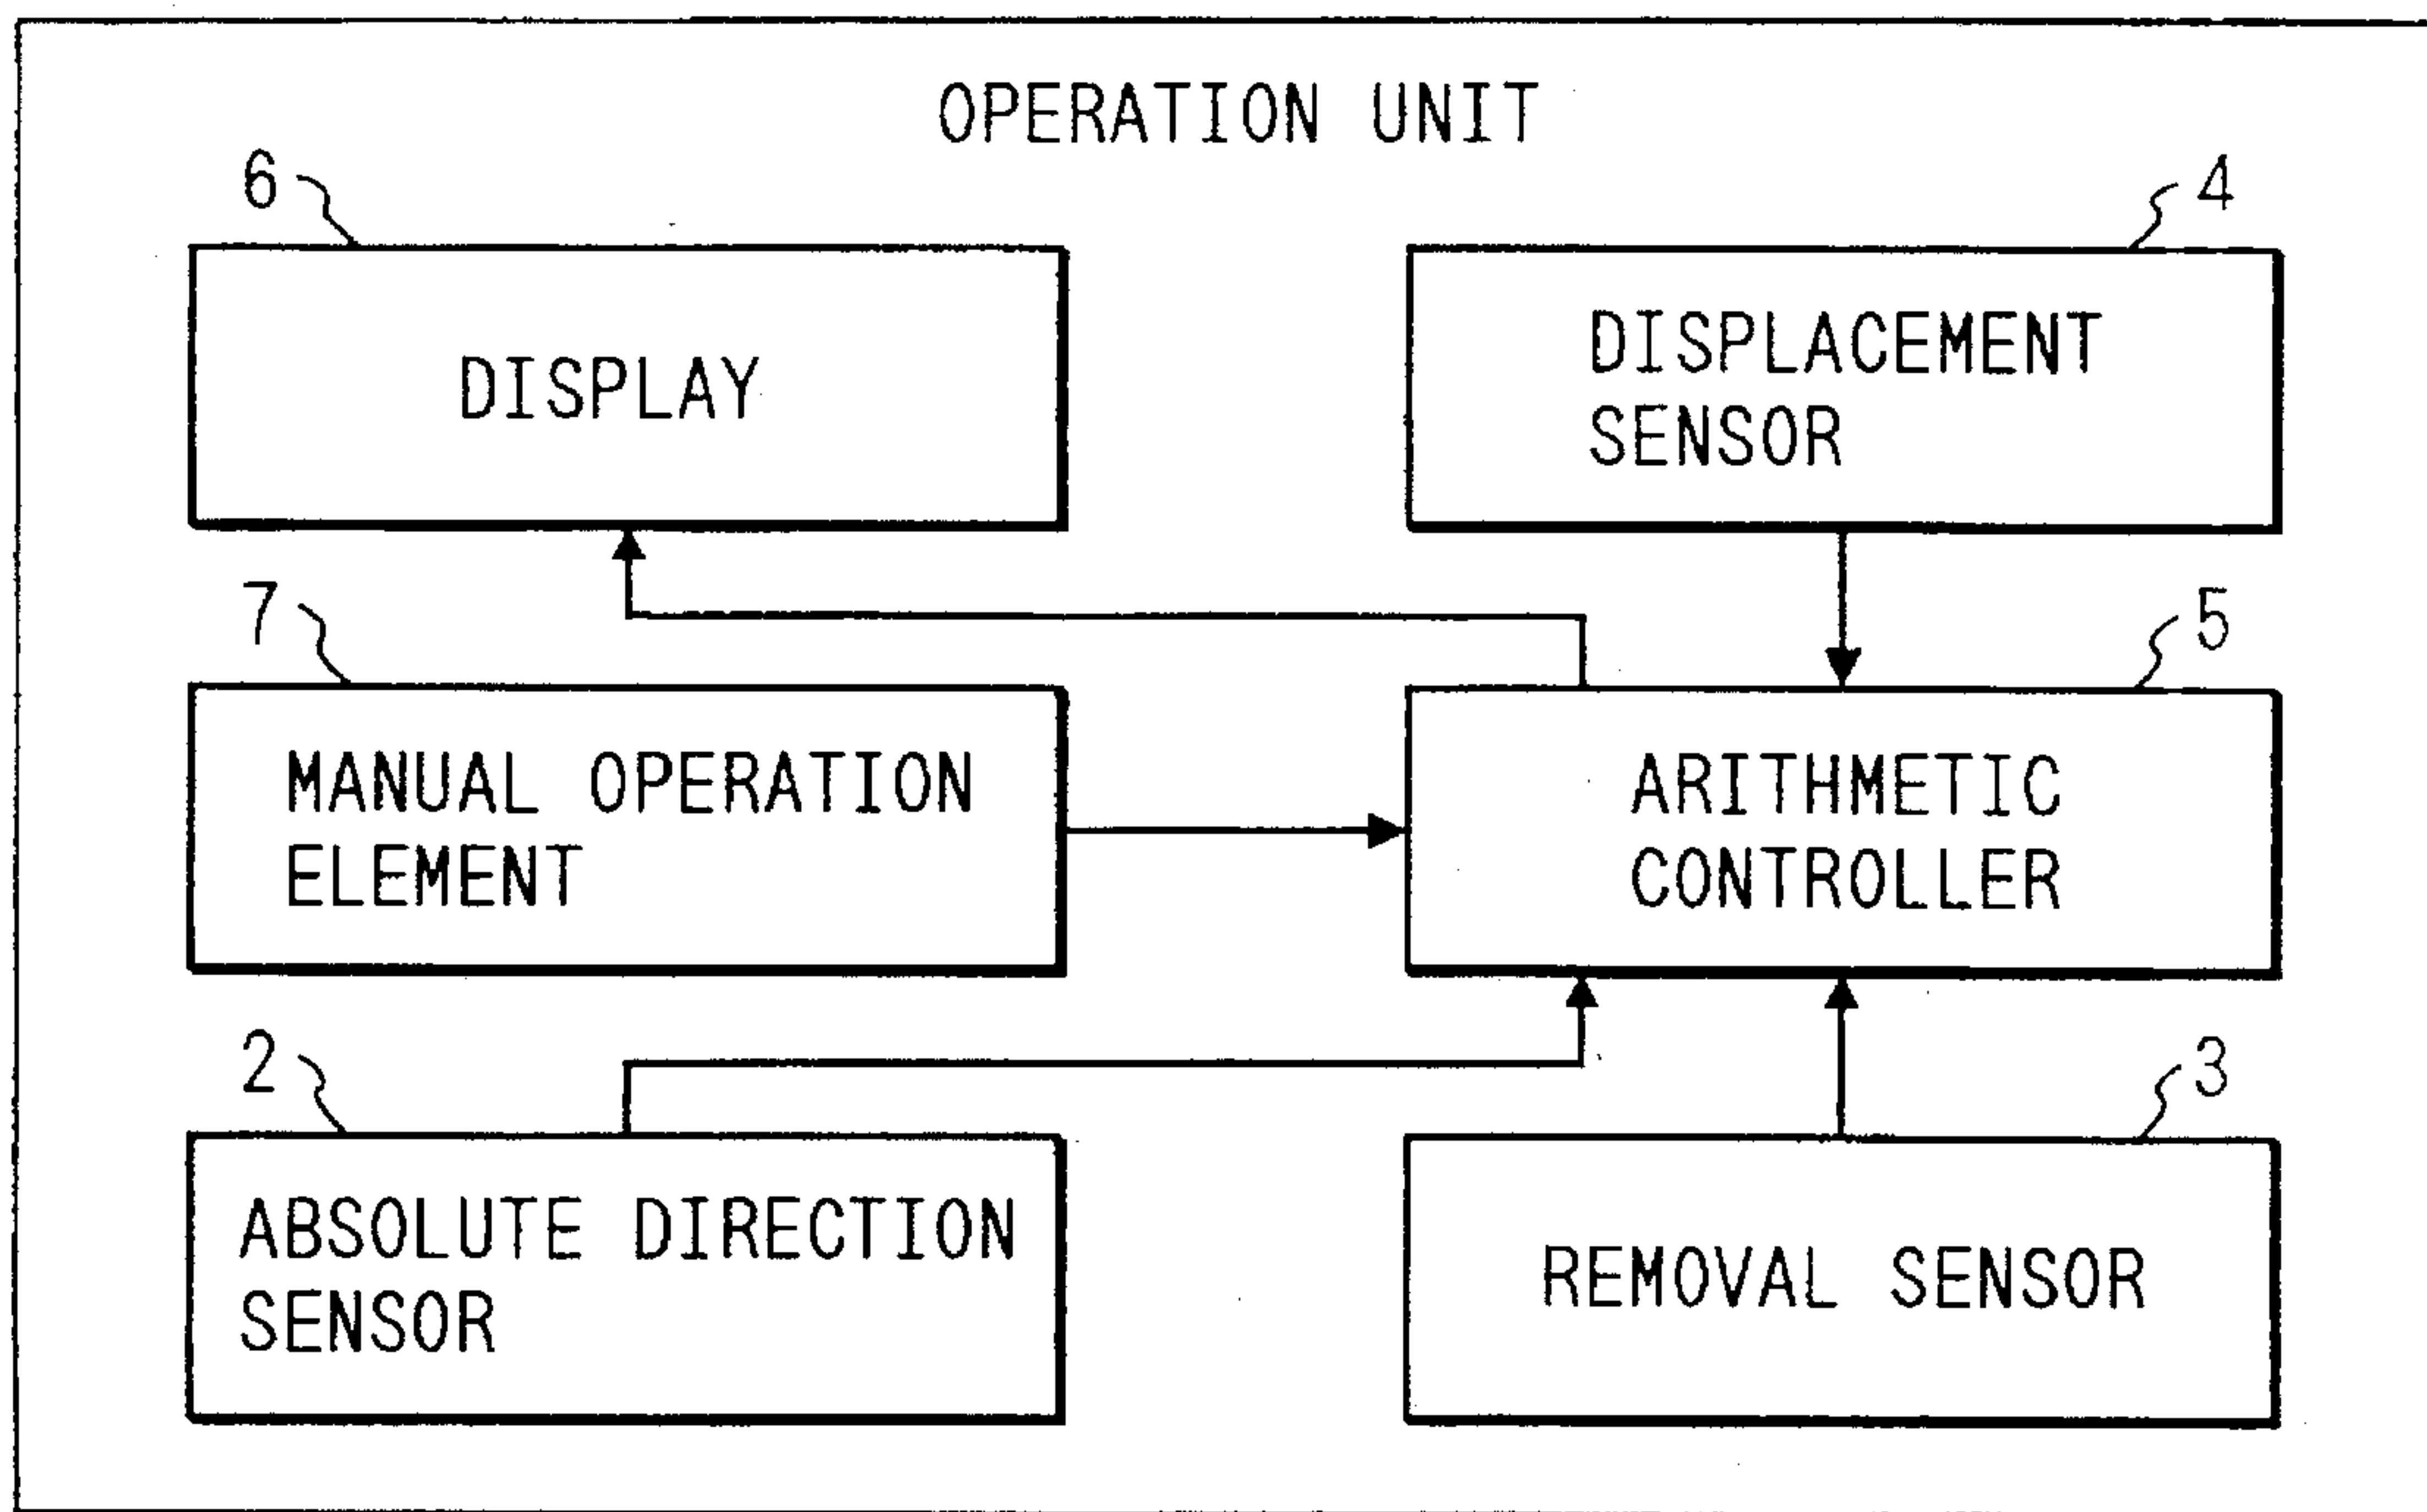 OPERATION UNIT
6
4
DISPLAY
DISPLACEMENT
SENSOR
7
5
MANUAL OPERATION
ELEMENT
ARITHMETIC
CONTROLLER
2
3
ABSOLUTE DIRECTION
SENSOR
REMOVAL SENSOR